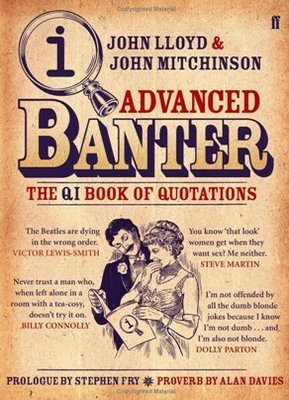 ff
i
JOHN LLOYD &
JOHN MITCHINSON
ADVANCED
BANTER
THE QI BOOK OF QUOTATIONS
The Beatles are dying
in the wrong order.
VICTOR LEWIS-SMITH
You know 'that look'
women get when they
want sex? Me neither.
STEVE MARTIN
Never trust a man who,
when left alone in a
room with a tea-cosy,
doesn't try it on.
BILLY CONNOLLY
i
I'm not offended by
all the dumb blonde
jokes because I know
I'm not dumb . . . and
I'm also not blonde.
DOLLY PARTON
PROLOGUE BY STEPHEN FRY PROVERB BY ALAN DAVIES